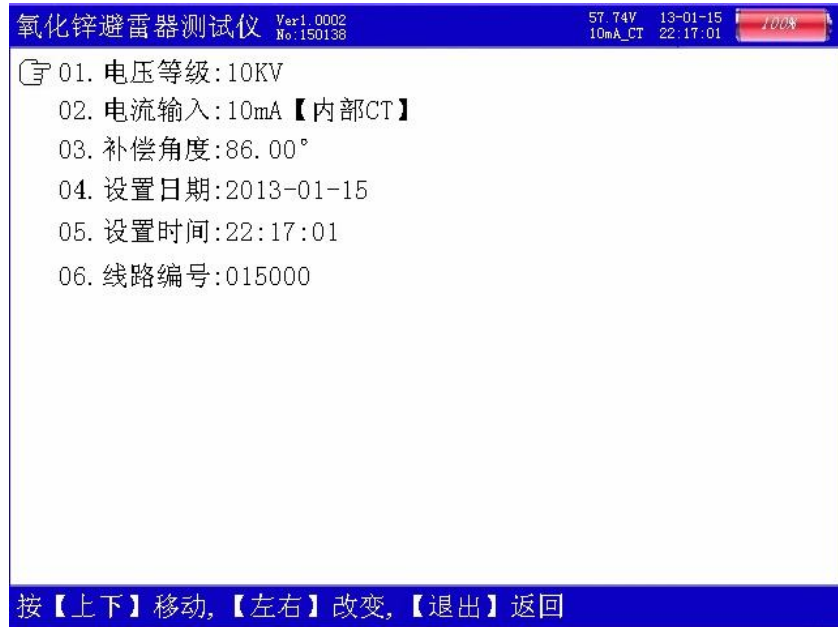 氧化锌避雷器测试仪 Ver1.0002 No:150138 57.74V 10mA_CT 13-01-15 22:17:01 100%
01.电压等级:10KV
02.电流输入:10mA【内部CT】
03.补偿角度:86.00°
04.设置日期:2013-01-15
05.设置时间:22:17:01
06.线路编号:015000
按【上下】移动,【左右】改变,【退出】返回